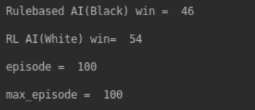 Rulebased AI(Black) win =  46
RL AI(White) win=  54
episode =  100
max_episode =  100